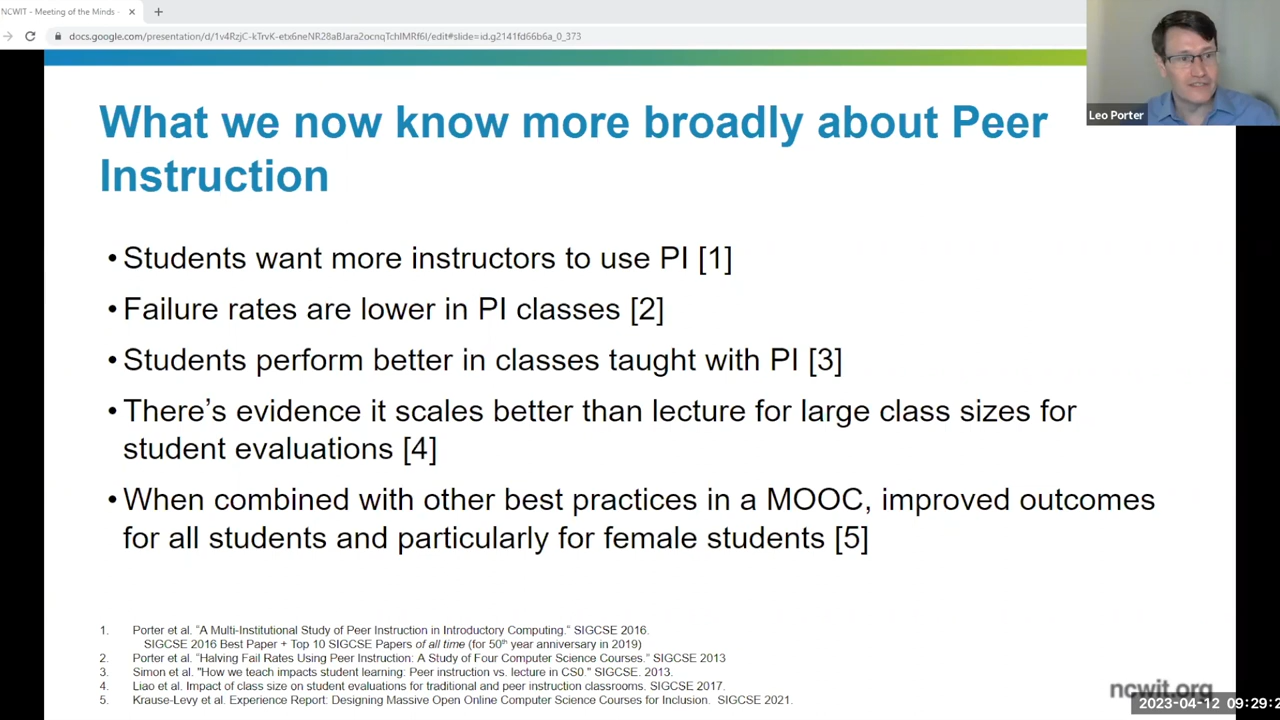 NCWIT - Meeting of the Minds
docs.google.com/presentation/d/1v4RzjC-kTrvK-etx6neNR28aBJara2ocnqTchIMRf6I/edit#slide=id.g2141fd66b6a_0_373
Leo Porter
What we now know more broadly about Peer
Instruction
•Students want more instructors to use PI [1]
•Failure rates are lower in PI classes [2]
•Students perform better in classes taught with PI [3]
•There’s evidence it scales better than lecture for large class sizes for
student evaluations [4]
•When combined with other best practices in a MOOC, improved outcomes
for all students and particularly for female students [5]
1. Porter et al. “A Multi-Institutional Study of Peer Instruction in Introductory Computing.” SIGCSE 2016.
SIGCSE 2016 Best Paper + Top 10 SIGCSE Papers of all time (for 50th year anniversary in 2019)
2. Porter et al. “Halving Fail Rates Using Peer Instruction: A Study of Four Computer Science Courses.” SIGCSE 2013
3. Simon et al. "How we teach impacts student learning: Peer instruction vs. lecture in CS0." SIGCSE. 2013.
4. Liao et al. Impact of class size on student evaluations for traditional and peer instruction classrooms. SIGCSE 2017.
5. Krause-Levy et al. Experience Report: Designing Massive Open Online Computer Science Courses for Inclusion. SIGCSE 2021.
ncwit.org
2023-04-12 09:29:2